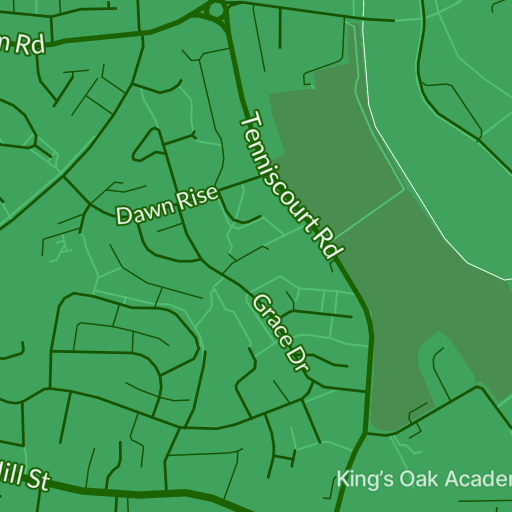 n Rd
Tenniscourt Rd
Dawn Rise
Grace Dr
Hill St
King's Oak Academ